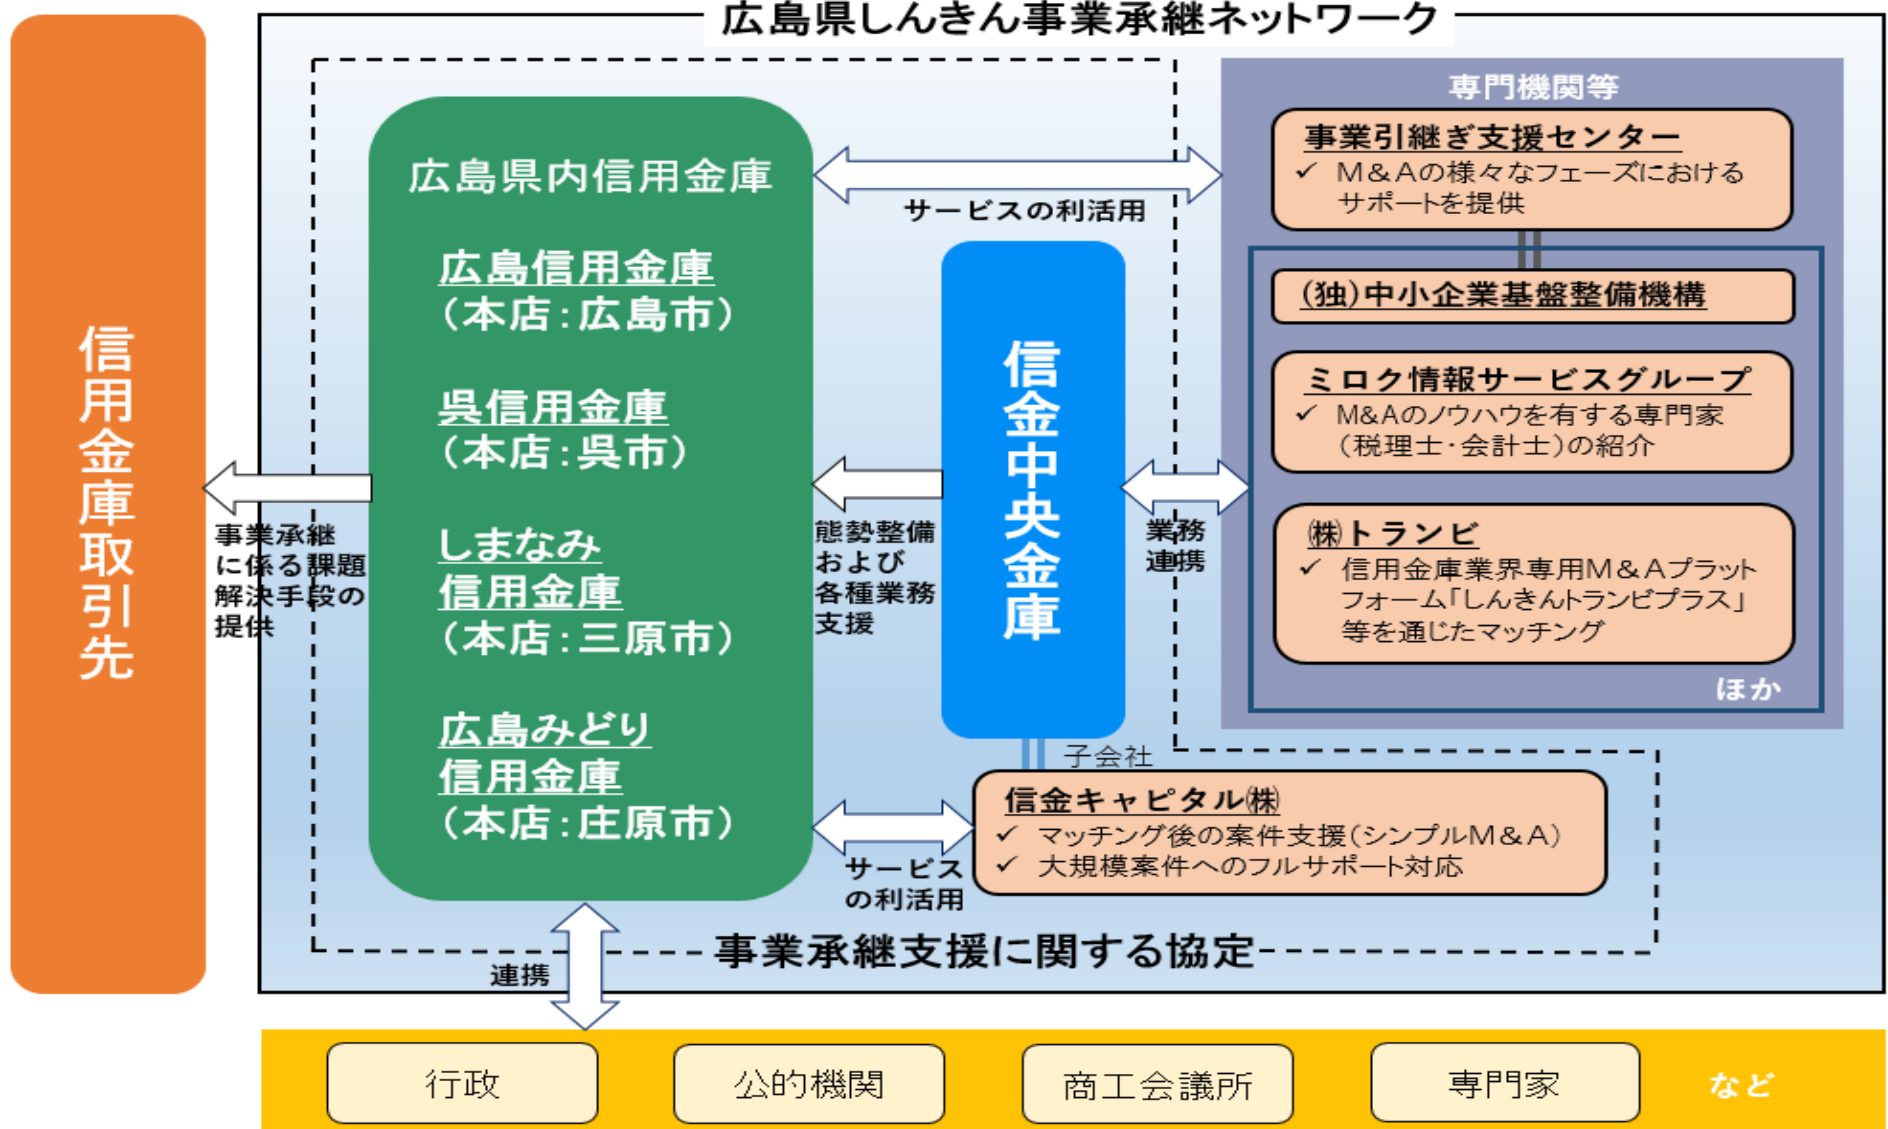 広島県しんきん事業承継ネットワーク
信用金庫取引先
事業承継
に係る課題
解決手段の
提供
広島県内信用金庫
広島信用金庫
（本店：広島市）
呉信用金庫
（本店：呉市）
しまなみ
信用金庫
（本店：三原市）
広島みどり
信用金庫
（本店：庄原市）
サービスの利活用
態勢整備
および
各種業務
支援
信金中央金庫
業務
連携
専門機関等
事業引継ぎ支援センター
✓ M＆Aの様々なフェーズにおける
サポートを提供
(独)中小企業基盤整備機構
ミロク情報サービスグループ
✓ M&Aのノウハウを有する専門家
（税理士・会計士）の紹介
㈱トランビ
✓ 信用金庫業界専用M＆Aプラット
フォーム「しんきんトランビプラス」
等を通じたマッチング
ほか
子会社
信金キャピタル㈱
✓ マッチング後の案件支援（シンプルM＆A）
✓ 大規模案件へのフルサポート対応
サービス
の利活用
事業承継支援に関する協定
連携
行政
公的機関
商工会議所
専門家
など